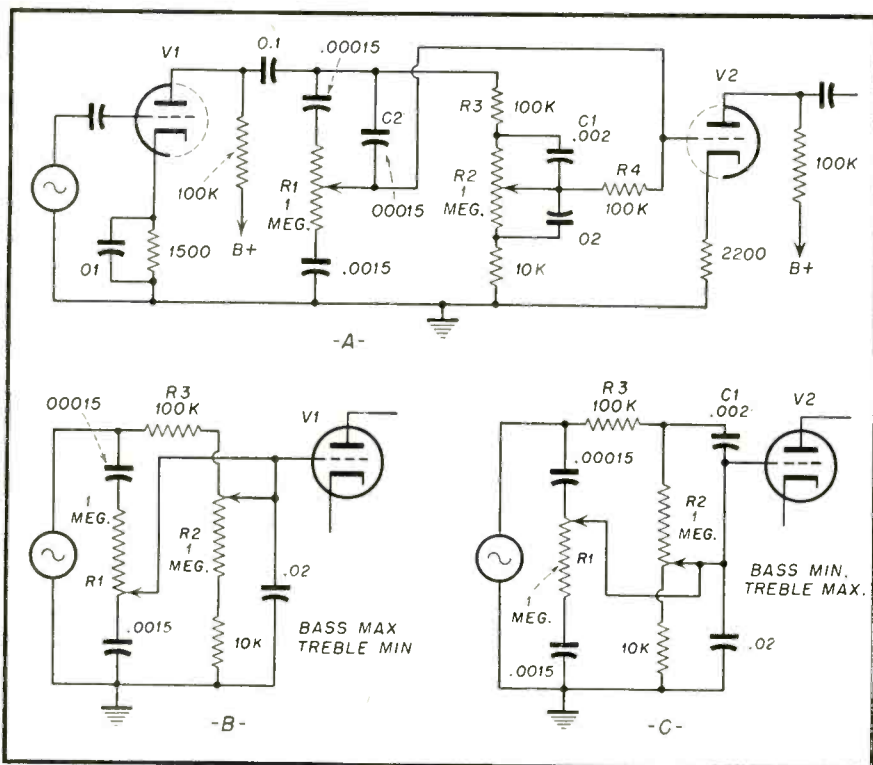 V1
0.1
.00015
V2
C2
R3
100K
C1
.002
R1
1
MEG.
R2
1
MEG.
R4
100K
100K
B+
00015
02
100K
B+
01
1500
.0015
10K
2200
-A-
00015
R3
100K
V1
1
MEG.
R1
R2
1
MEG.
.02
.0015
10K
BASS MAX
TREBLE MIN
-B-
R3
100K
C1
.002
V2
.00015
R2
1
MEG.
R1
1
MEG.
BASS MIN.
TREBLE MAX.
10K
.02
.0015
-C-